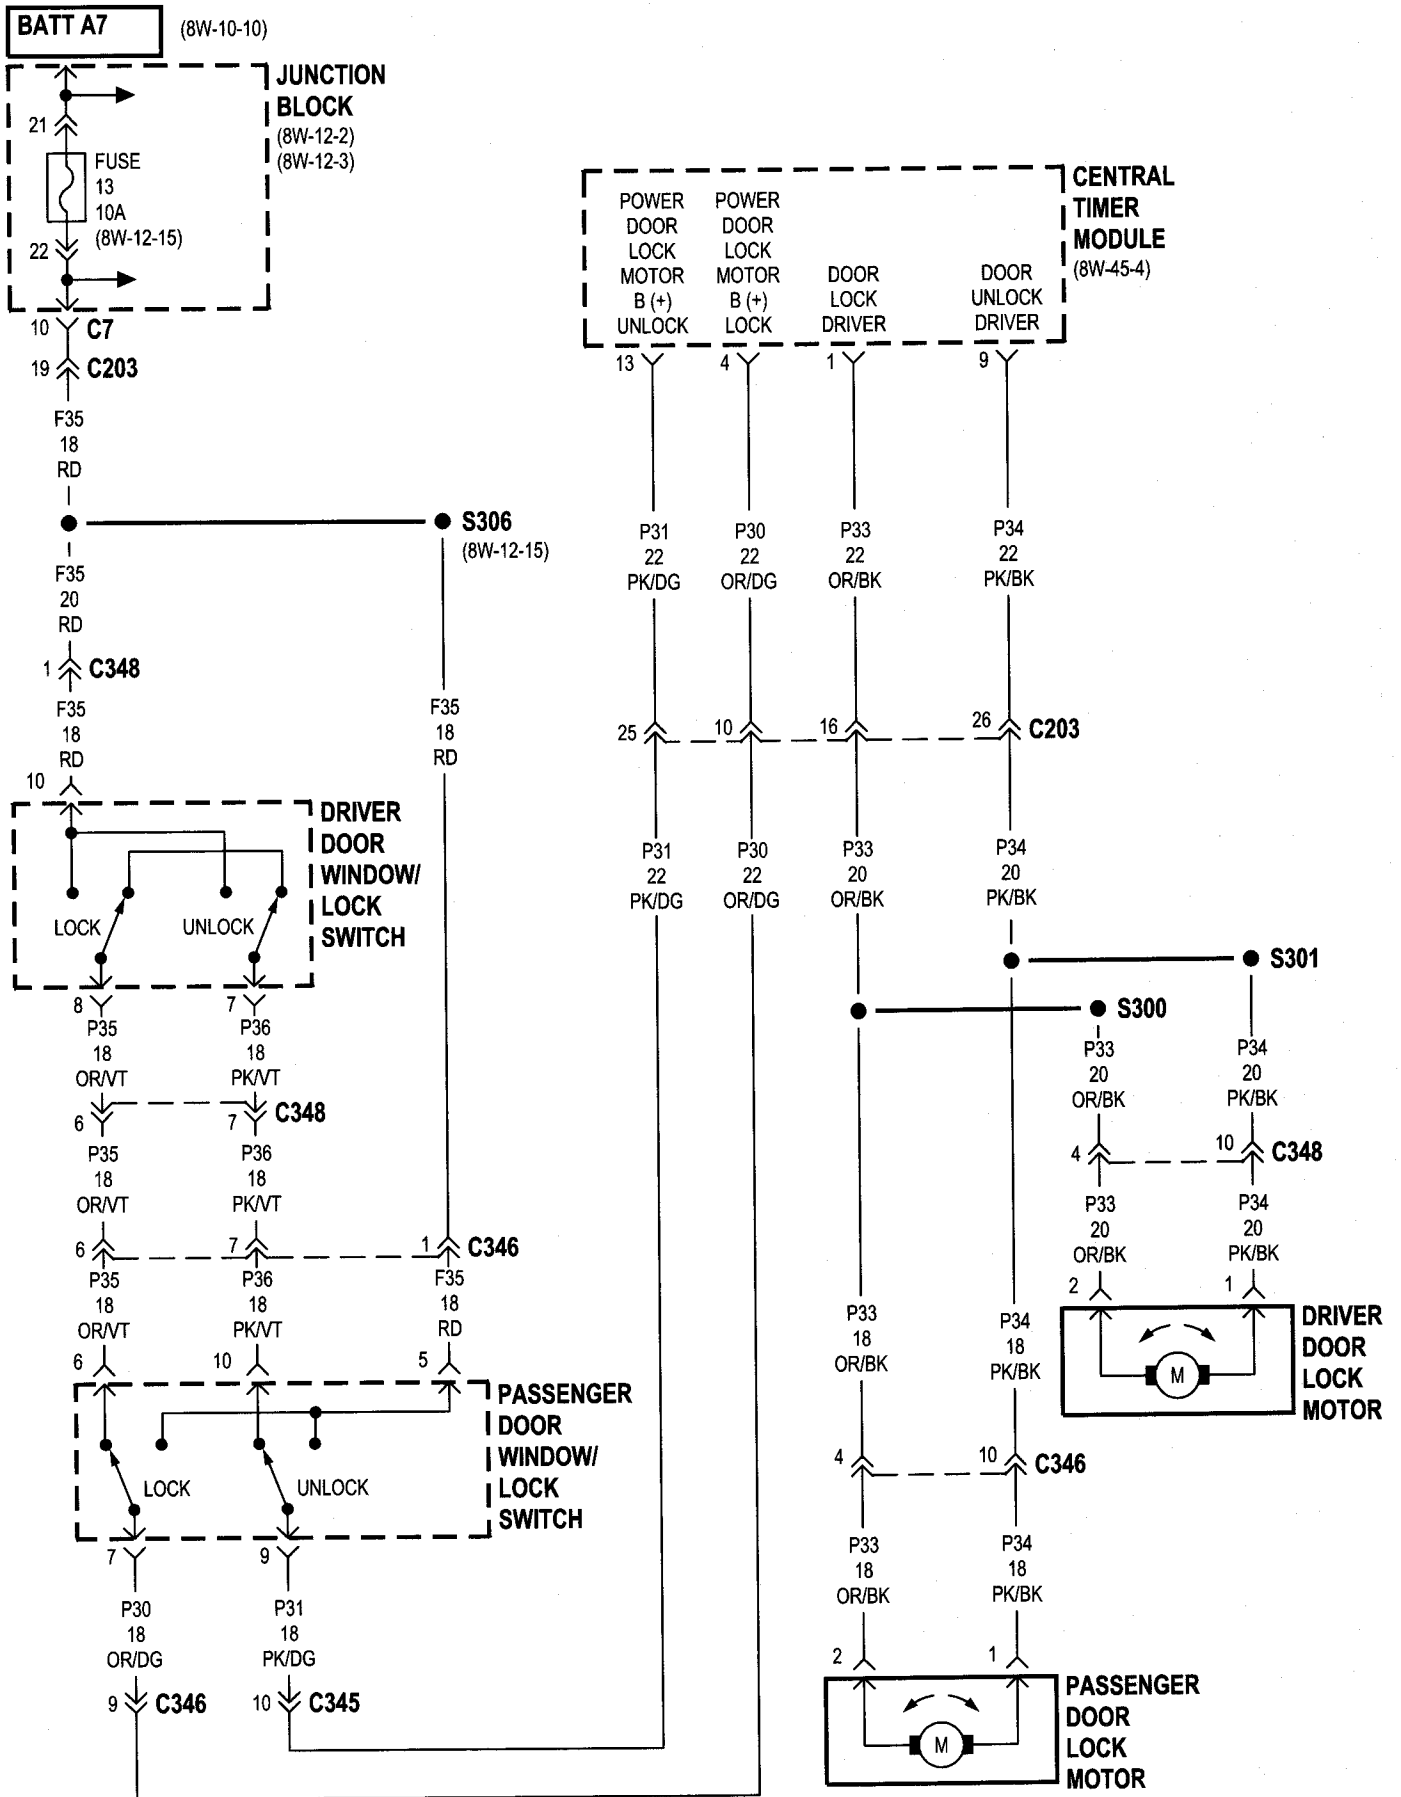 BATT A7
(8W-10-10)
JUNCTION
BLOCK
(8W-12-2)
(8W-12-3)
21
FUSE
13
10A
(8W-12-15)
22
10
C7
19
C203
F35
18
RD
S306
(8W-12-15)
F35
20
RD
1
C348
F35
18
RD
10
F35
18
RD
DRIVER
DOOR
WINDOW/
LOCK
SWITCH
LOCK
UNLOCK
8
7
P35
18
OR/VT
P36
18
PK/VT
6
7
C348
P35
18
OR/VT
P36
18
PK/VT
6
7
1
C346
P35
18
OR/VT
P36
18
PK/VT
F35
18
RD
6
10
5
PASSENGER
DOOR
WINDOW/
LOCK
SWITCH
LOCK
UNLOCK
7
9
P30
18
OR/DG
P31
18
PK/DG
9
C346
10
C345
CENTRAL
TIMER
MODULE
(8W-45-4)
POWER
DOOR
LOCK
MOTOR
B (+)
UNLOCK
POWER
DOOR
LOCK
MOTOR
B (+)
LOCK
DOOR
LOCK
DRIVER
DOOR
UNLOCK
DRIVER
13
4
1
9
P31
22
PK/DG
P30
22
OR/DG
P33
22
OR/BK
P34
22
PK/BK
25
10
16
26
C203
P31
22
PK/DG
P30
22
OR/DG
P33
20
OR/BK
P34
20
PK/BK
S301
S300
P33
20
OR/BK
P34
20
PK/BK
4
10
C348
P33
20
OR/BK
P34
20
PK/BK
2
1
DRIVER
DOOR
LOCK
MOTOR
M
P33
18
OR/BK
P34
18
PK/BK
4
10
C346
P33
18
OR/BK
P34
18
PK/BK
2
1
PASSENGER
DOOR
LOCK
MOTOR
M